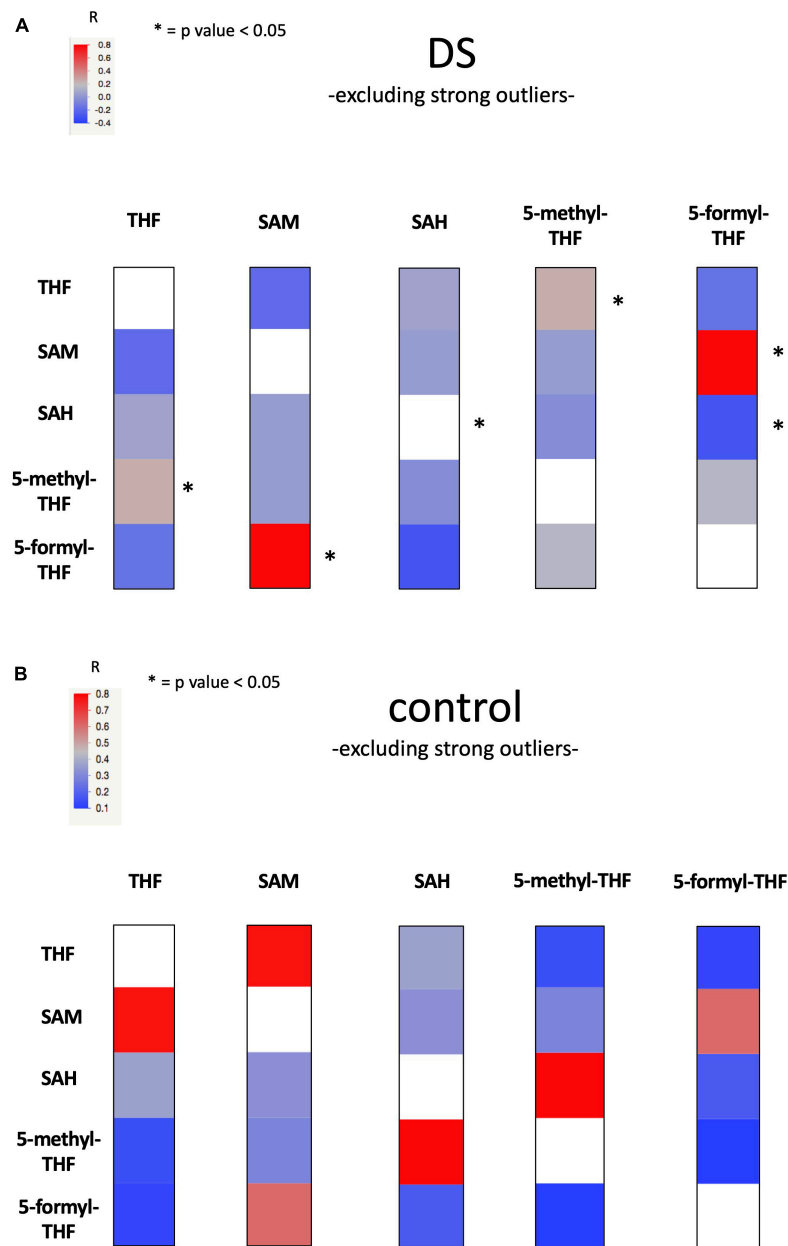 A
R
* = p value < 0.05
DS
-excluding strong outliers-
0.8
0.6
0.4
0.2
0.0
-0.2
-0.4
THF
SAM
SAH
5-methyl-
THF
5-formyl-
THF
THF
*
SAM
*
SAH
*
*
5-methyl-
THF
*
5-formyl-
THF
*
B
R
* = p value < 0.05
control
-excluding strong outliers-
0.8
0.7
0.6
0.5
0.4
0.3
0.2
0.1
THF
SAM
SAH
5-methyl-THF
5-formyl-THF
THF
SAM
SAH
5-methyl-
THF
5-formyl-
THF